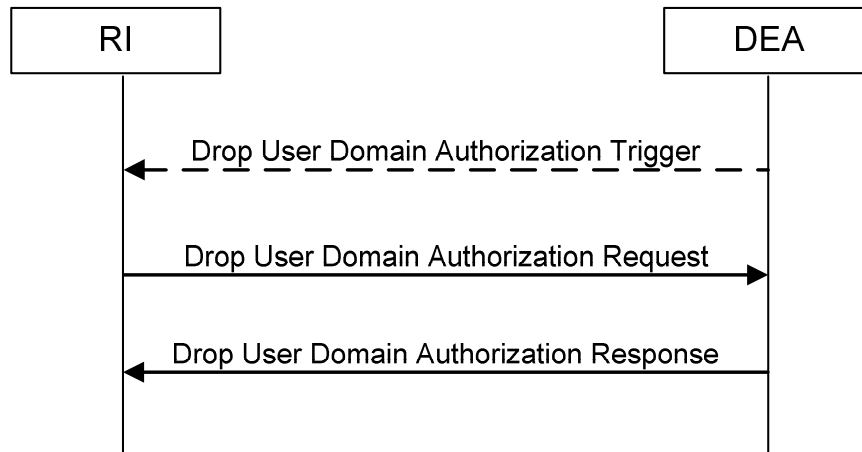 RI
DEA
Drop User Domain Authorization Trigger
Drop User Domain Authorization Request
Drop User Domain Authorization Response